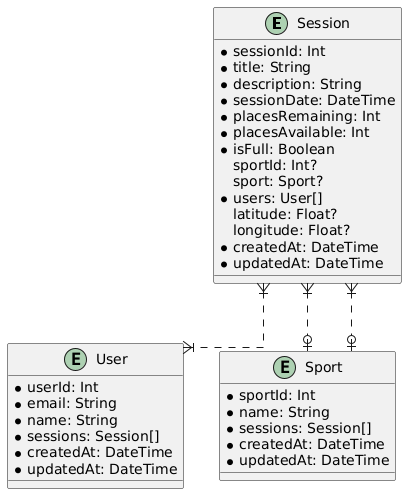 E Session
sessionId: Int
title: String
description: String
sessionDate: DateTime
placesRemaining: Int
placesAvailable: Int
isFull: Boolean
sportId: Int?
sport: Sport?
users: User[]
latitude: Float?
longitude: Float?
createdAt: DateTime
updatedAt: DateTime
E User
userId: Int
email: String
name: String
sessions: Session[]
createdAt: DateTime
updatedAt: DateTime
E Sport
sportId: Int
name: String
sessions: Session[]
createdAt: DateTime
updatedAt: DateTime